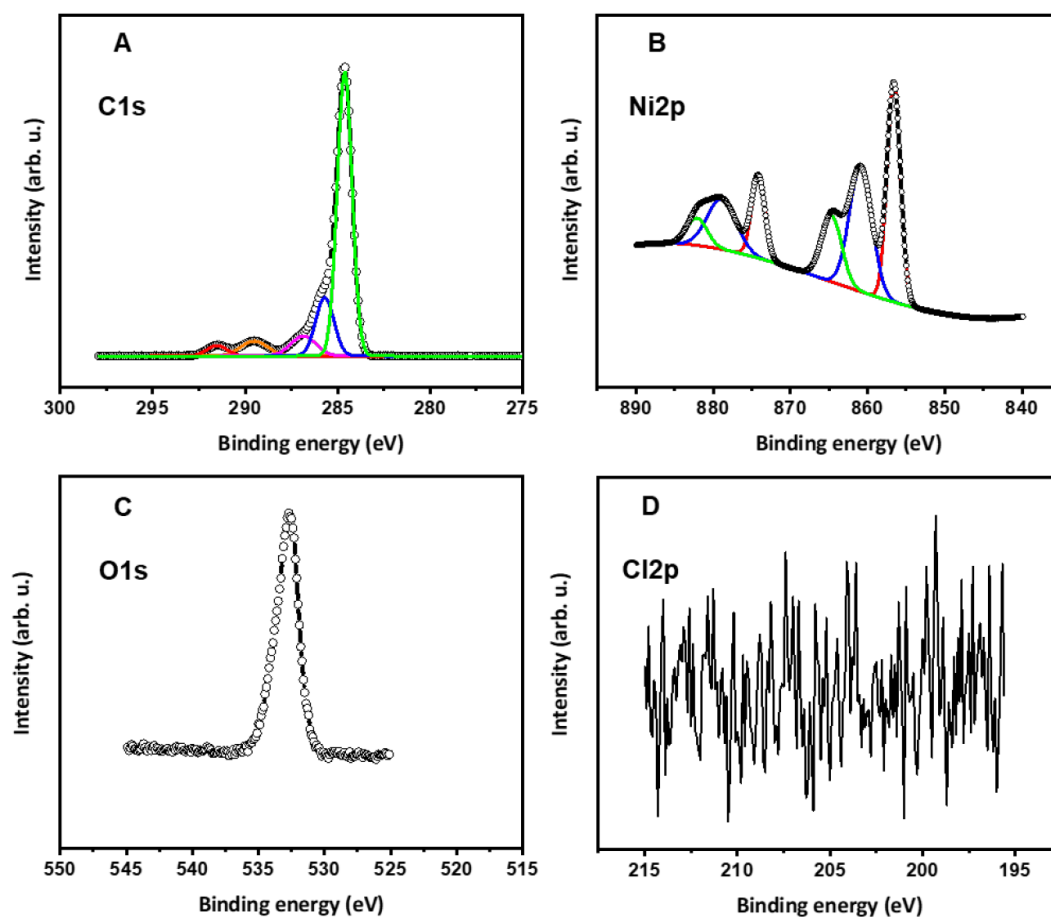 A
C1s
Intensity (arb. u.)
300 295 290 285 280 275
Binding energy (eV)
B
Ni2p
Intensity (arb. u.)
890 880 870 860 850 840
Binding energy (eV)
C
O1s
Intensity (arb. u.)
550 545 540 535 530 525 520 515
Binding energy (eV)
D
Cl2p
Intensity (arb. u.)
215 210 205 200 195
Binding energy (eV)